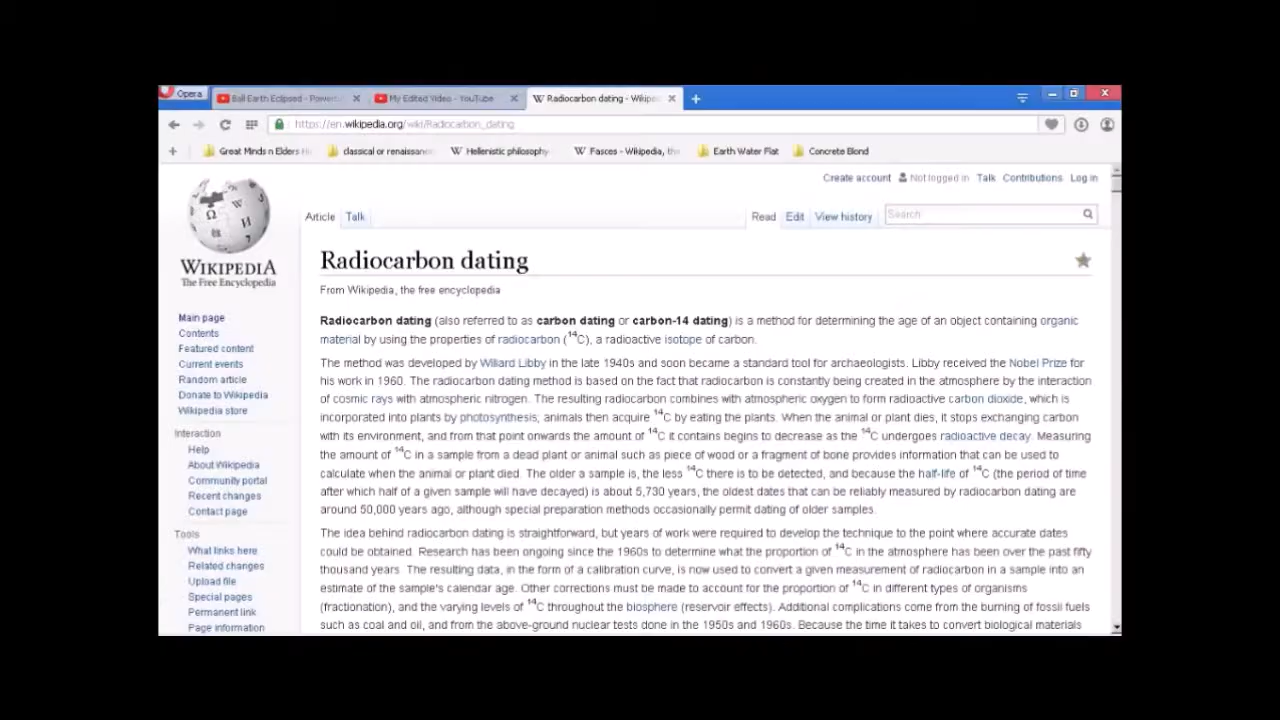 Opera
Ball Earth Eclipsed - Power
My Edited Video - YouTube
Radiocarbon dating - Wikipe
https://en.wikipedia.org/wiki/Radiocarbon_dating
Great Minds n Elders
classical or renaissanc
Hellenistic philosophy
Fasces - Wikipedia, the
Earth Water Flat
Concrete Blond
Create account Not logged in Talk Contributions Log in
Article Talk Read Edit View history Search
WIKIPEDIA
The Free Encyclopedia
Main page
Contents
Featured content
Current events
Random article
Donate to Wikipedia
Wikipedia store
Interaction
Help
About Wikipedia
Community portal
Recent changes
Contact page
Tools
What links here
Related changes
Upload file
Special pages
Permanent link
Page information
Radiocarbon dating
From Wikipedia, the free encyclopedia
Radiocarbon dating (also referred to as carbon dating or carbon-14 dating) is a method for determining the age of an object containing organic
material by using the properties of radiocarbon (14C), a radioactive isotope of carbon.
The method was developed by Willard Libby in the late 1940s and soon became a standard tool for archaeologists. Libby received the Nobel Prize for
his work in 1960. The radiocarbon dating method is based on the fact that radiocarbon is constantly being created in the atmosphere by the interaction
of cosmic rays with atmospheric nitrogen. The resulting radiocarbon combines with atmospheric oxygen to form radioactive carbon dioxide, which is
incorporated into plants by photosynthesis; animals then acquire 14C by eating the plants. When the animal or plant dies, it stops exchanging carbon
with its environment, and from that point onwards the amount of 14C it contains begins to decrease as the 14C undergoes radioactive decay. Measuring
the amount of 14C in a sample from a dead plant or animal such as piece of wood or a fragment of bone provides information that can be used to
calculate when the animal or plant died. The older a sample is, the less 14C there is to be detected, and because the half-life of 14C (the period of time
after which half of a given sample will have decayed) is about 5,730 years, the oldest dates that can be reliably measured by radiocarbon dating are
around 50,000 years ago, although special preparation methods occasionally permit dating of older samples.
The idea behind radiocarbon dating is straightforward, but years of work were required to develop the technique to the point where accurate dates
could be obtained. Research has been ongoing since the 1960s to determine what the proportion of 14C in the atmosphere has been over the past fifty
thousand years. The resulting data, in the form of a calibration curve, is now used to convert a given measurement of radiocarbon in a sample into an
estimate of the sample's calendar age. Other corrections must be made to account for the proportion of 14C in different types of organisms
(fractionation), and the varying levels of 14C throughout the biosphere (reservoir effects). Additional complications come from the burning of fossil fuels
such as coal and oil, and from the above-ground nuclear tests done in the 1950s and 1960s. Because the time it takes to convert biological materials